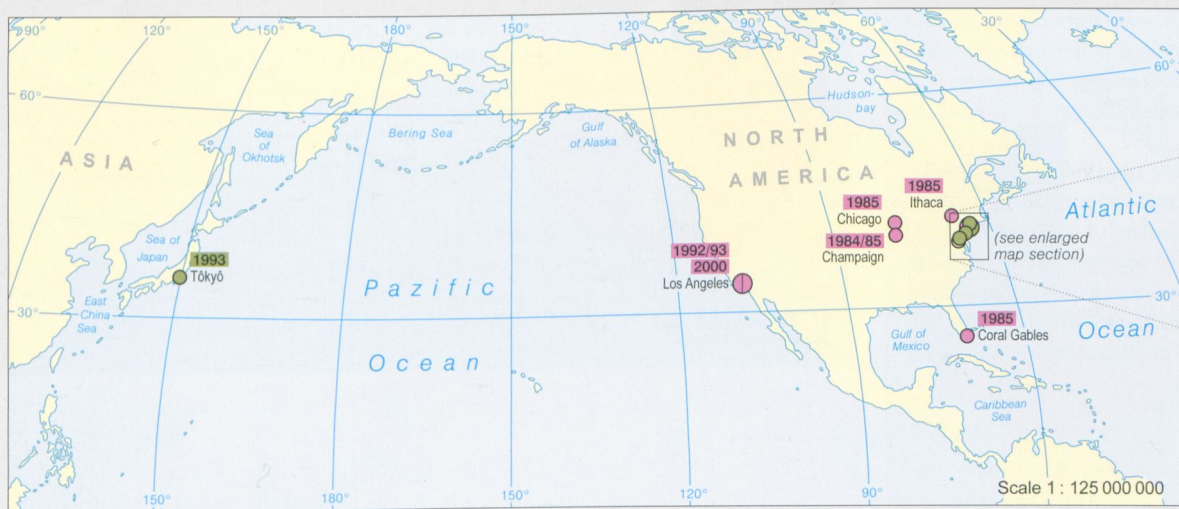 90°
120°
150°
180°
150°
120°
90°
60°
30°
0°
60°
60°
Hudson-
bay
Sea
of
Okhotsk
Bering Sea
Gulf
of Alaska
NORTH
AMERICA
ASIA
1985
Ithaca
1985
Chicago
Atlantic
Ocean
(see enlarged
map section)
1984/85
Champaign
Sea of
Japan
1993
Tôkyô
1992/93
2000
Los Angeles
Pazific
Ocean
East
China
Sea
30°
30°
1985
Coral Gables
Gulf of
Mexico
Caribbean
Sea
150°
180°
150°
120°
90°
Scale 1 : 125 000 000